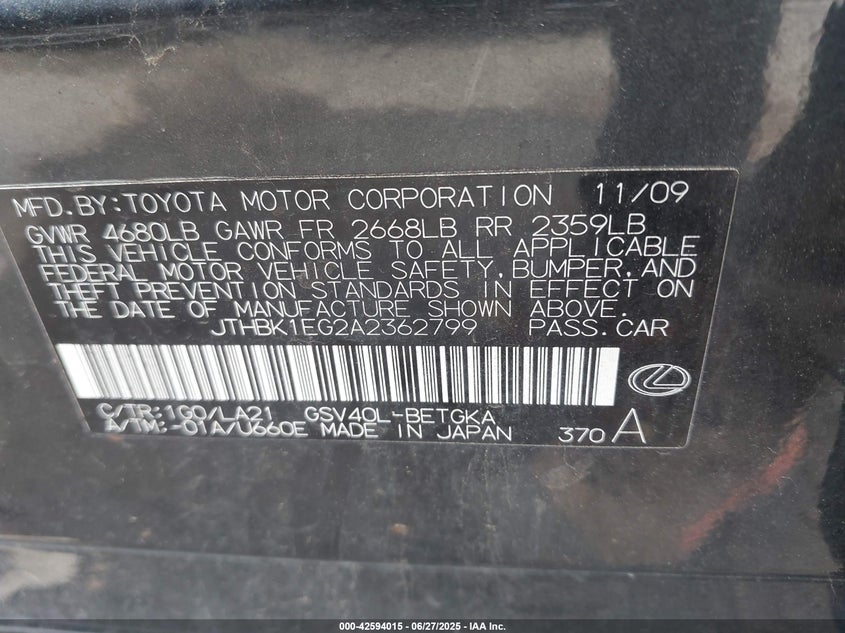 MFD.BY:TOYOTA MOTOR CORPORATION 11/09
GVWR 4680LB GAWR FR 2668LB RR 2359LB
THIS VEHICLE CONFORMS TO ALL APPLICABLE
FEDERAL MOTOR VEHICLE SAFETY,BUMPER,AND
THEFT PREVENTION STANDARDS IN EFFECT ON
THE DATE OF MANUFACTURE SHOWN ABOVE.
JTHBK1EG2A2362799 PASS.CAR
C/TR:1G0/LA21 GSV40L-BETGKA
A/TM:-01A/U660E MADE IN JAPAN 370 A
000-42594015 | 06/27/2025 | IAA Inc.